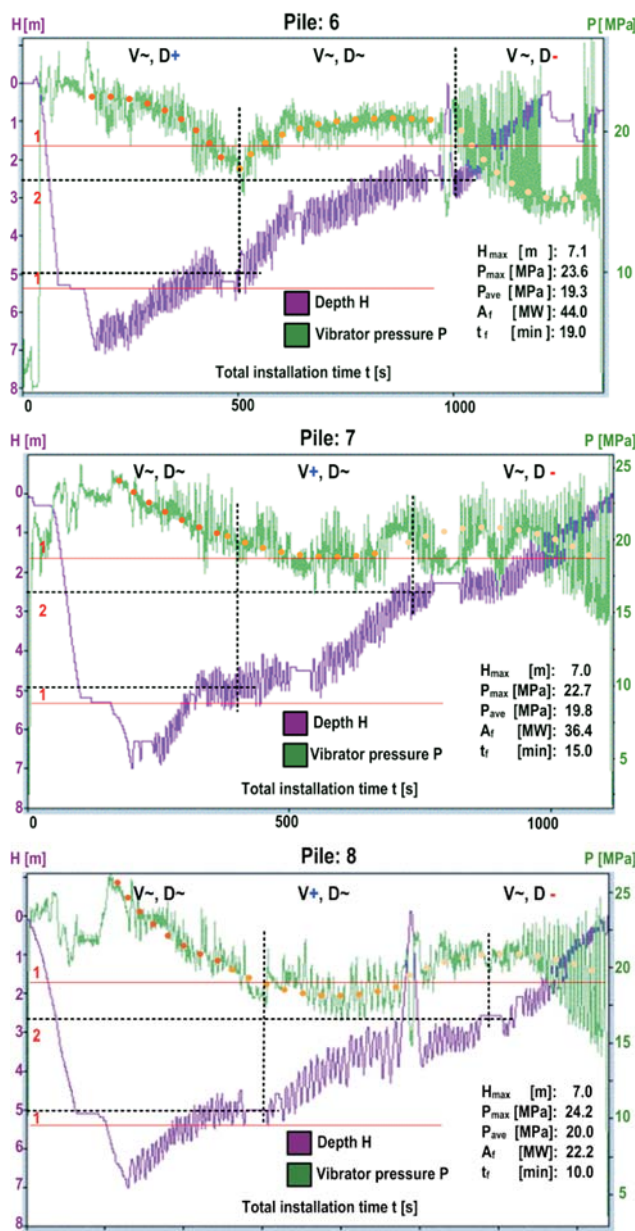 H [m] Pile: 6 P [MPa]
V~, D+ V~, D~ V~, D -
0
1
2
3
4
5
6
7
8
20
10
1
2
1
Hmax [m]: 7.1
Pmax [MPa]: 23.6
Pave [MPa]: 19.3
Af [MW]: 44.0
tf [min]: 19.0
Depth H
Vibrator pressure P
Total installation time t [s]
0 500 1000
H [m] Pile: 7 P [MPa]
V~, D~ V+, D~ V~, D -
0
1
2
3
4
5
6
7
8
25
20
15
10
5
1
2
1
Hmax [m]: 7.0
Pmax [MPa]: 22.7
Pave [MPa]: 19.8
Af [MW]: 36.4
tf [min]: 15.0
Depth H
Vibrator pressure P
Total installation time t [s]
0 500 1000
H [m] Pile: 8 P [MPa]
V~, D~ V+, D~ V~, D -
0
1
2
3
4
5
6
7
8
25
20
15
10
5
1
2
1
Hmax [m]: 7.0
Pmax [MPa]: 24.2
Pave [MPa]: 20.0
Af [MW]: 22.2
tf [min]: 10.0
Depth H
Vibrator pressure P
Total installation time t [s]